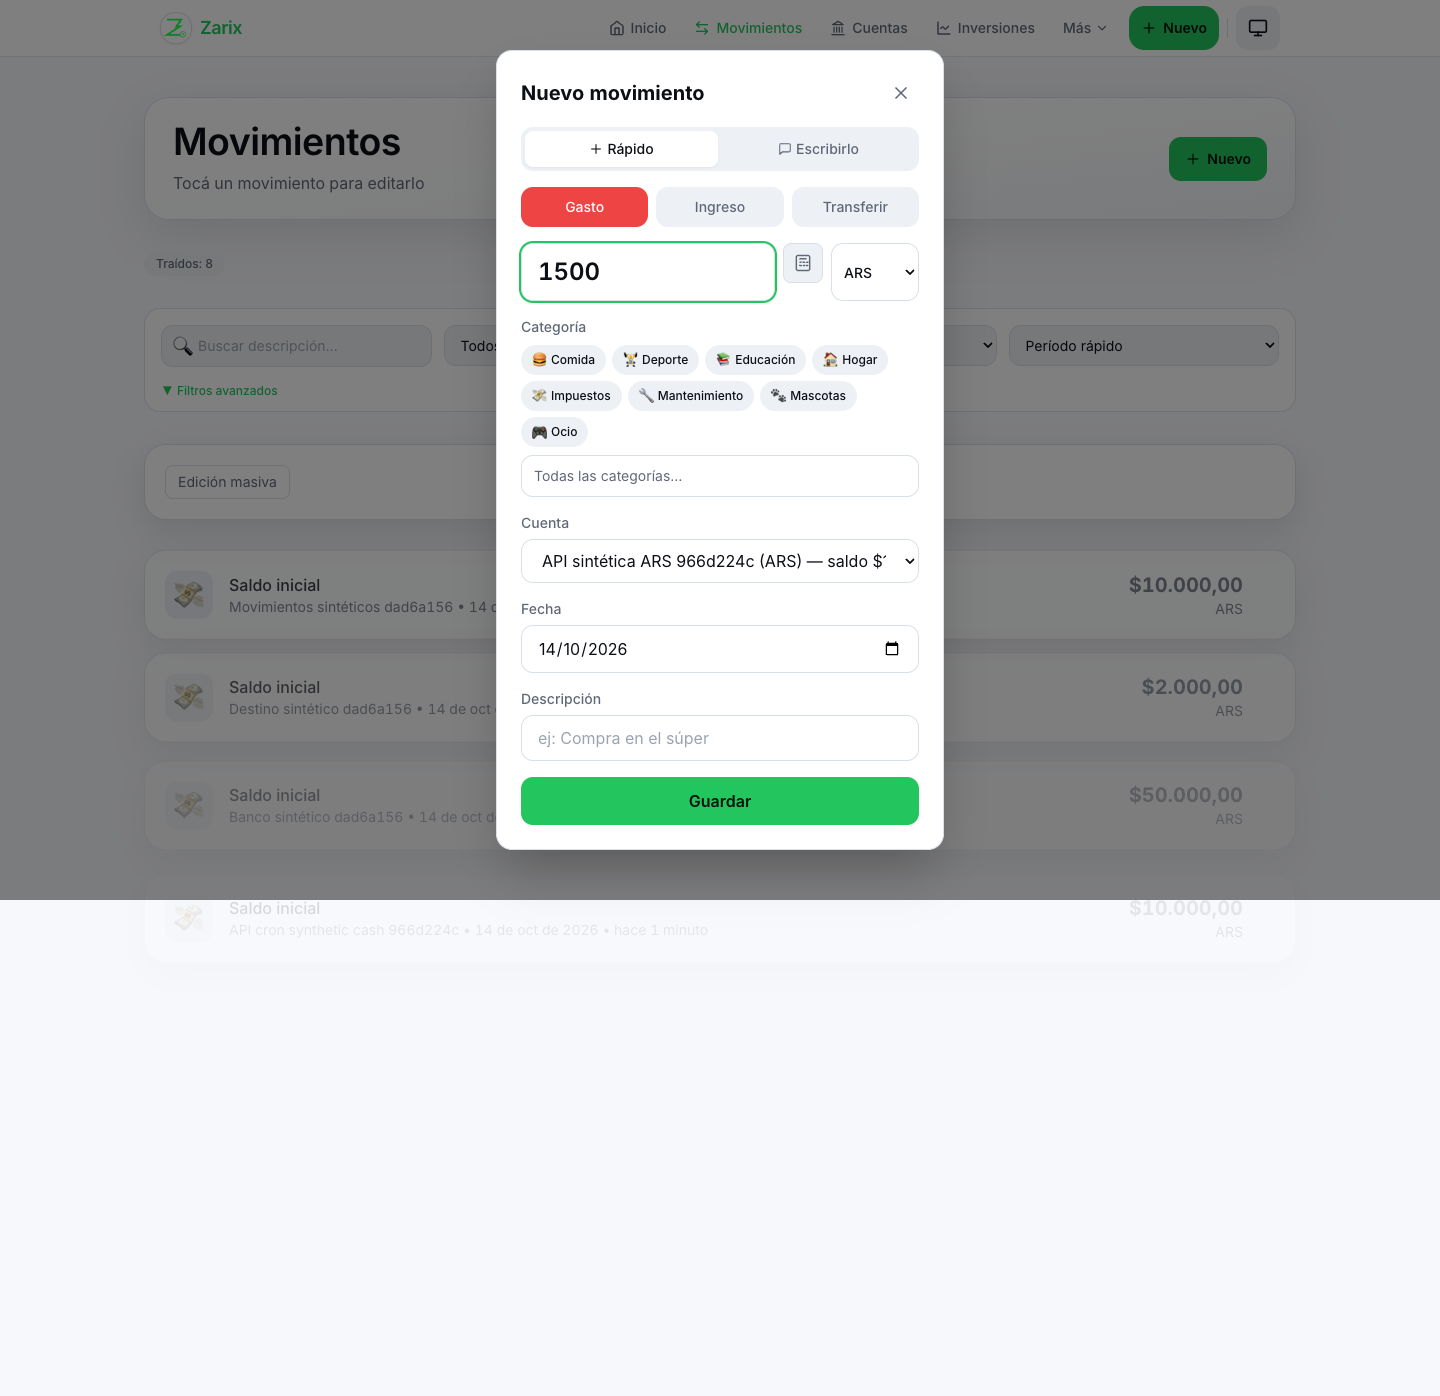 Zarix
Inicio
Movimientos
Cuentas
Inversiones
Más
Nuevo
Movimientos
Tocá un movimiento para editarlo
Nuevo
Traídos: 8
Buscar descripción...
Todos
Período rápido
▼ Filtros avanzados
Edición masiva
Nuevo movimiento
Rápido
Escribirlo
Gasto
Ingreso
Transferir
1500
ARS
Categoría
Comida
Deporte
Educación
Hogar
Impuestos
Mantenimiento
Mascotas
Ocio
Todas las categorías...
Cuenta
API sintética ARS 966d224c (ARS) — saldo $
Fecha
14/10/2026
Descripción
ej: Compra en el súper
Guardar
Saldo inicial
Movimientos sintéticos dad6a156 • 14 d
$10.000,00
ARS
Saldo inicial
Destino sintético dad6a156 • 14 de oct
$2.000,00
ARS
Saldo inicial
Banco sintético dad6a156 • 14 de oct de
$50.000,00
ARS
Saldo inicial
API cron synthetic cash 966d224c • 14 de oct de 2026 • hace 1 minuto
$10.000,00
ARS